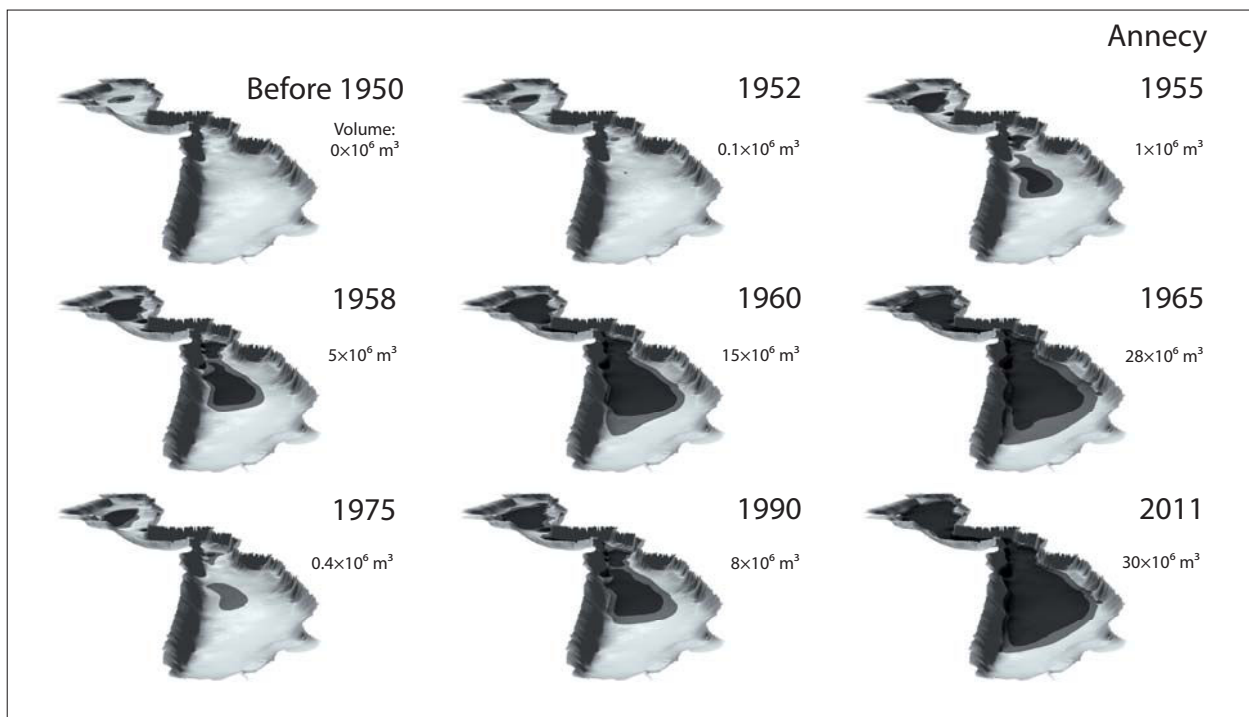 Annecy
Before 1950
Volume:
0×10⁶ m³
1952
0.1×10⁶ m³
1955
1×10⁶ m³
1958
5×10⁶ m³
1960
15×10⁶ m³
1965
28×10⁶ m³
1975
0.4×10⁶ m³
1990
8×10⁶ m³
2011
30×10⁶ m³